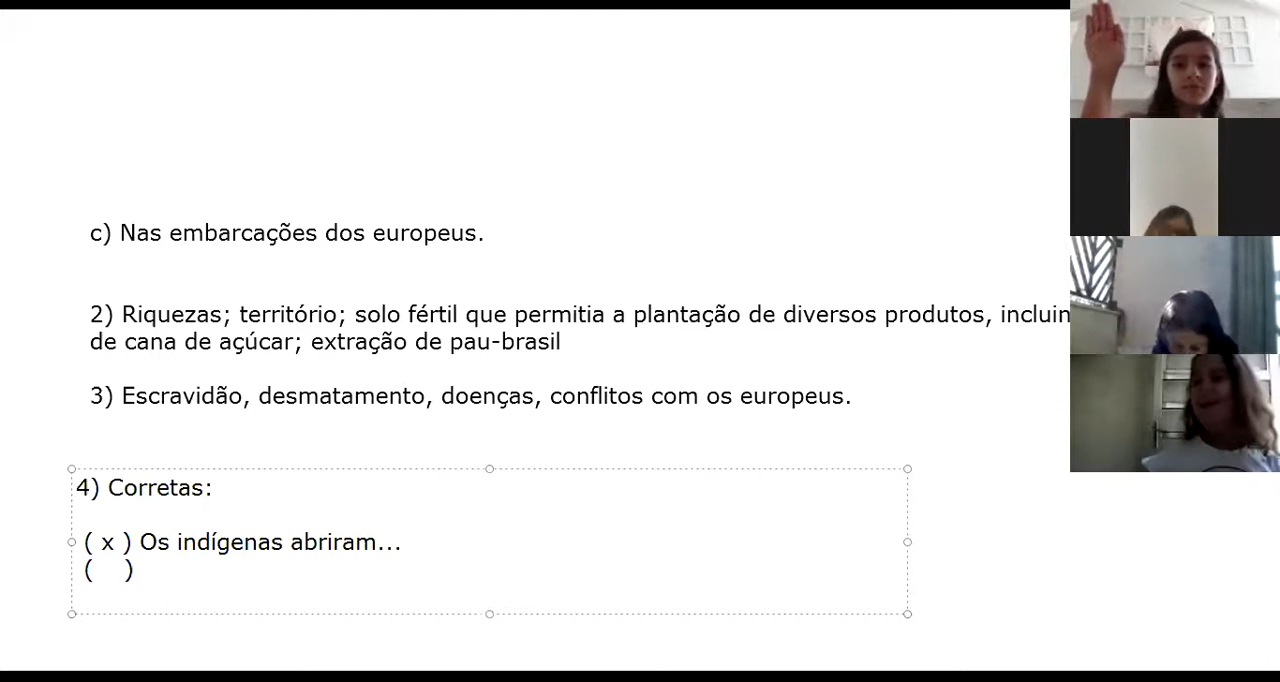 c) Nas embarcações dos europeus.
2) Riquezas; território; solo fértil que permitia a plantação de diversos produtos,
de cana de açúcar; extração de pau-brasil
3) Escravidão, desmatamento, doenças, conflitos com os europeus.
4) Corretas:
( x ) Os indígenas abriram...
( )